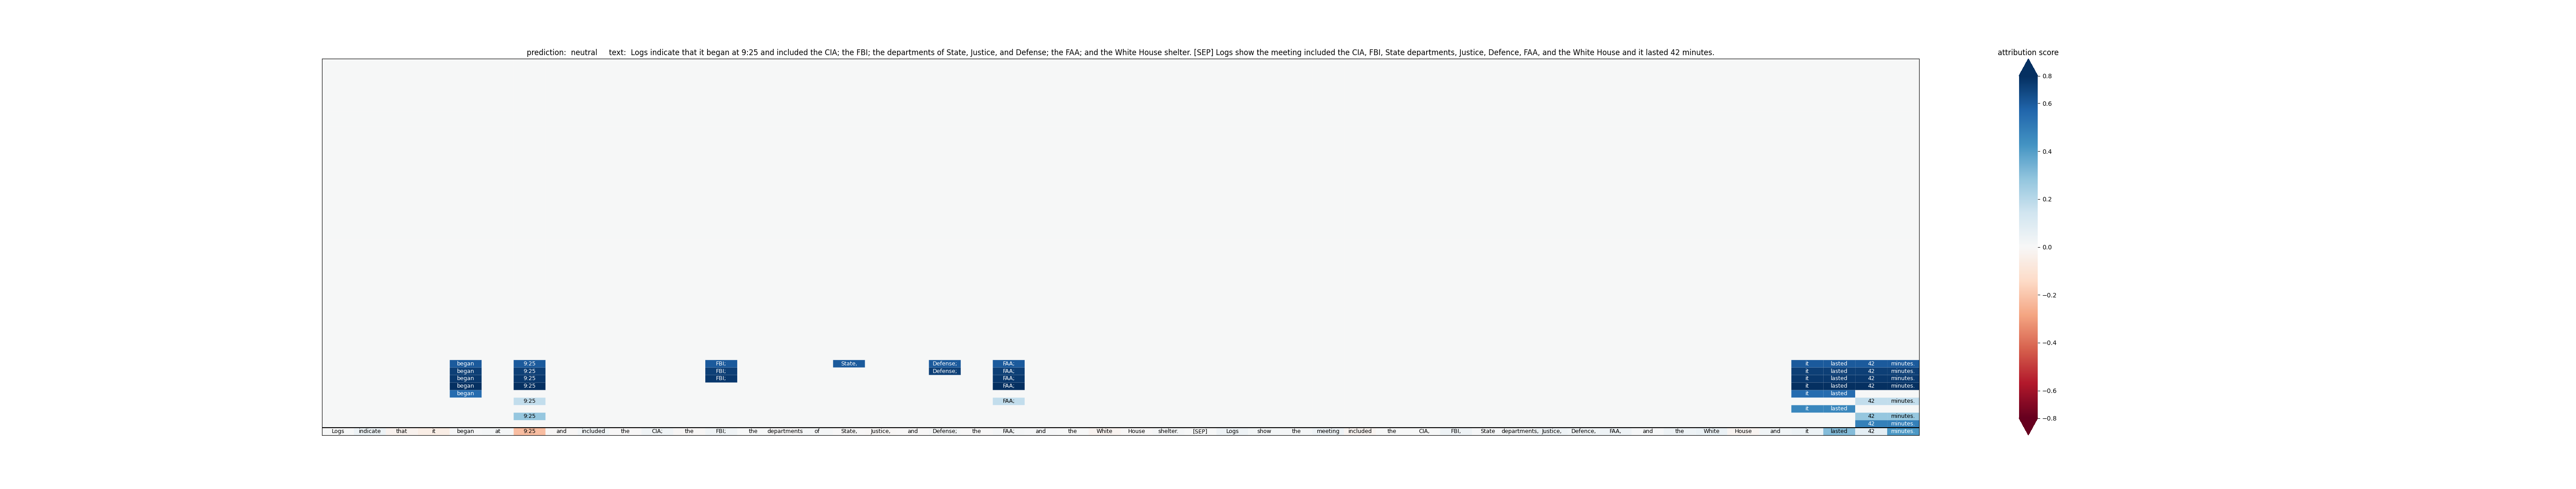 prediction: neutral text: Logs indicate that it began at 9:25 and included the CIA; the FBI; the departments of State, Justice, and Defense; the FAA; and the White House shelter. [SEP] Logs show the meeting included the CIA, FBI, State departments, Justice, Defence, FAA, and the White House and it lasted 42 minutes.
attribution score
0.8
0.6
0.4
0.2
0.0
−0.2
−0.4
−0.6
−0.8
began 9:25 FBI; State, Defense; FAA; it lasted 42 minutes.
began 9:25 FBI; Defense; FAA; it lasted 42 minutes.
began 9:25 FBI; FAA; it lasted 42 minutes.
began 9:25 FAA; it lasted 42 minutes.
began it lasted
9:25 FAA; 42 minutes.
it lasted
9:25 42 minutes.
42 minutes.
Logs indicate that it began at 9:25 and included the CIA; the FBI; the departments of State, Justice, and Defense; the FAA; and the White House shelter. [SEP] Logs show the meeting included the CIA, FBI, State departments, Justice, Defence, FAA, and the White House and it lasted 42 minutes.